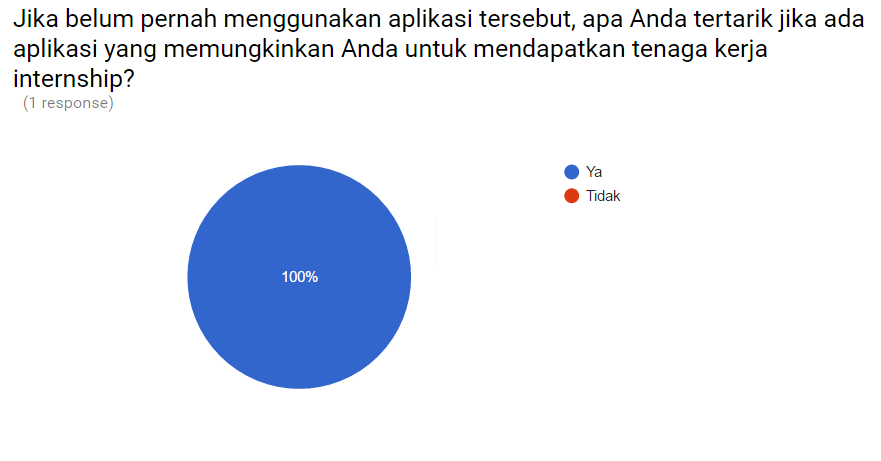 Jika belum pernah menggunakan aplikasi tersebut, apa Anda tertarik jika ada
aplikasi yang memungkinkan Anda untuk mendapatkan tenaga kerja
internship?
(1 response)
Ya
Tidak
100%